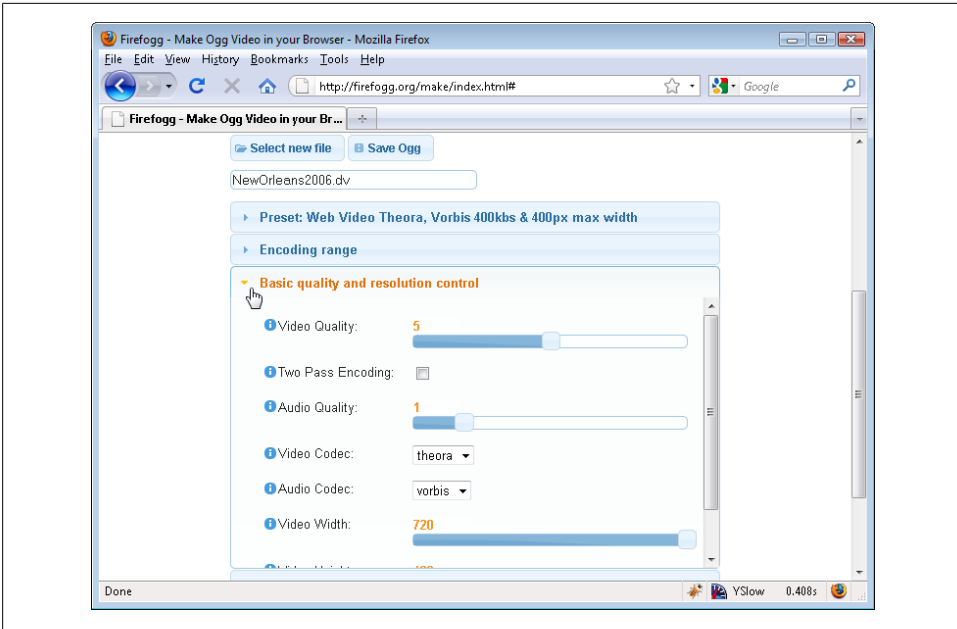 Firefogg - Make Ogg Video in your Browser - Mozilla Firefox
File Edit View History Bookmarks Tools Help
http://firefogg.org/make/index.html#
Google
Firefogg - Make Ogg Video in your Br...
Select new file Save Ogg
NewOrleans2006.dv
Preset: Web Video Theora, Vorbis 400kbs & 400px max width
Encoding range
Basic quality and resolution control
Video Quality: 5
Two Pass Encoding:
Audio Quality: 1
Video Codec: theora
Audio Codec: vorbis
Video Width: 720
Done YSlow 0.408s